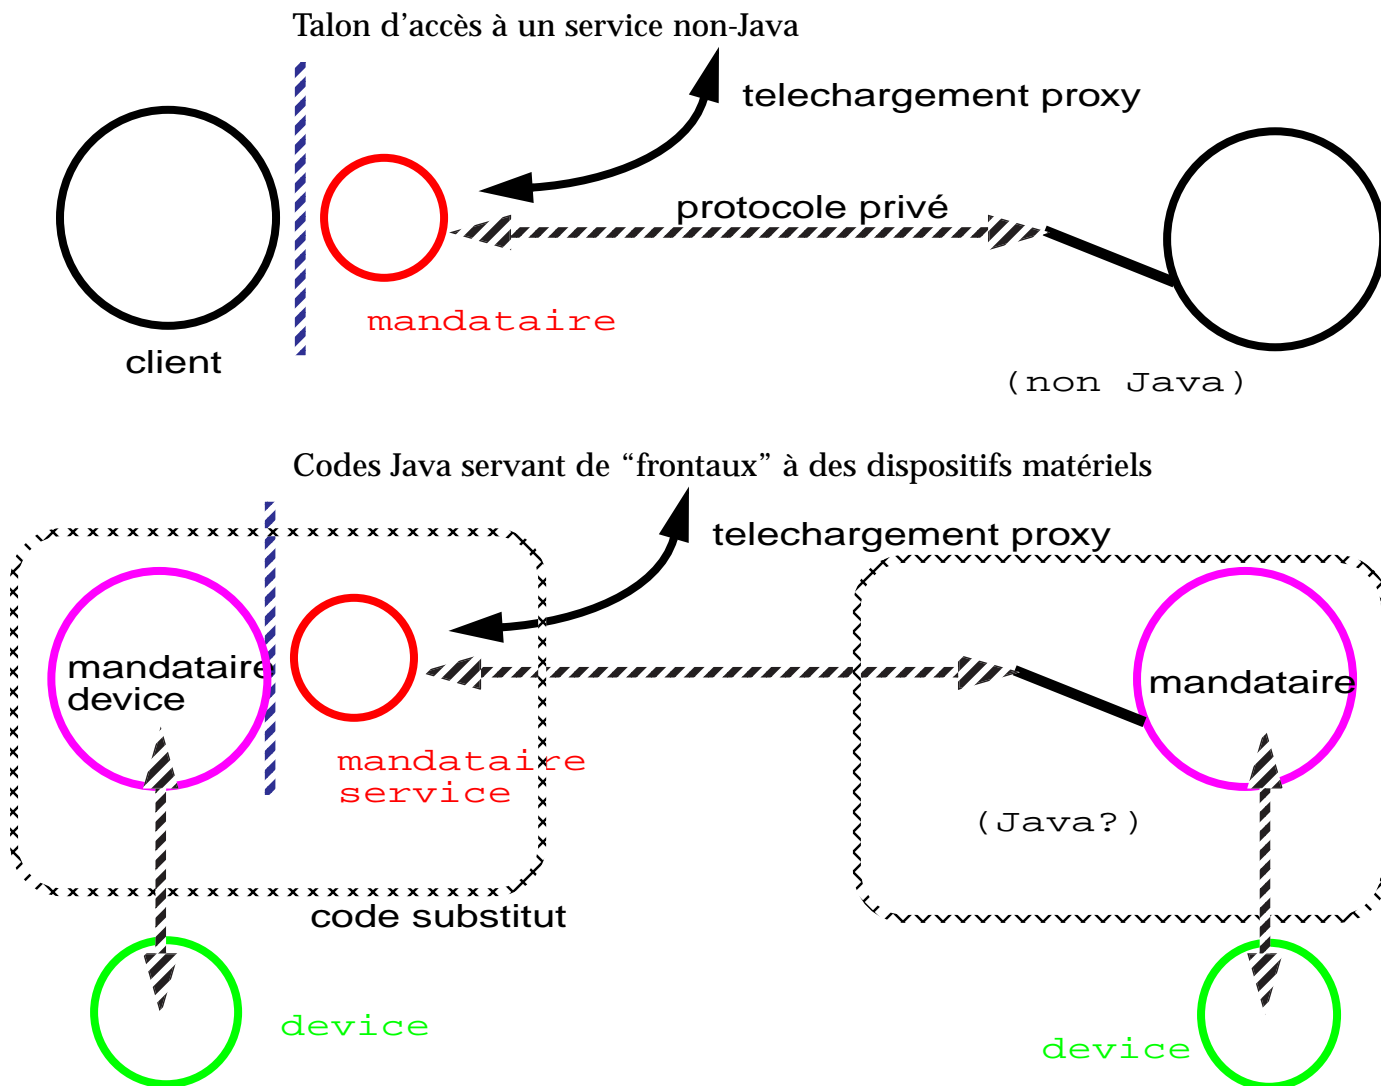 Talon d'accès à un service non-Java
telechargement proxy
protocole privé
mandataire
client
(non Java)
Codes Java servant de “frontaux” à des dispositifs matériels
telechargement proxy
mandataire
device
mandataire
mandataire
service
(Java?)
code substitut
device
device